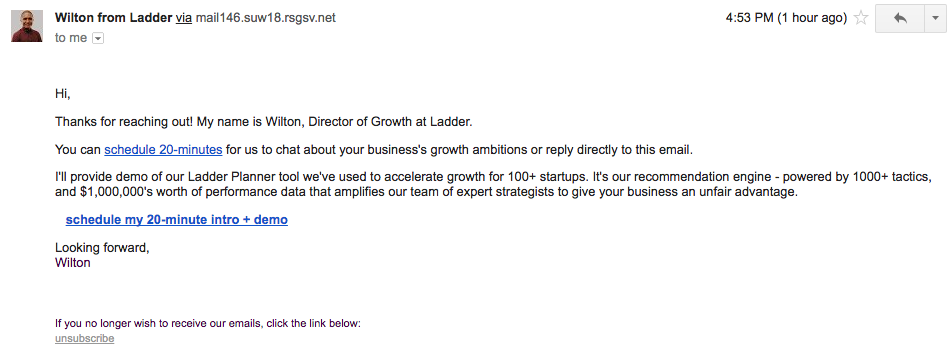 Wilton from Ladder via mail146.suw18.rsgsv.net 4:53 PM (1 hour ago)
to me
Hi,
Thanks for reaching out! My name is Wilton, Director of Growth at Ladder.
You can schedule 20-minutes for us to chat about your business's growth ambitions or reply directly to this email.
I'll provide demo of our Ladder Planner tool we've used to accelerate growth for 100+ startups. It's our recommendation engine - powered by 1000+ tactics,
and $1,000,000's worth of performance data that amplifies our team of expert strategists to give your business an unfair advantage.
schedule my 20-minute intro + demo
Looking forward,
Wilton
If you no longer wish to receive our emails, click the link below:
unsubscribe